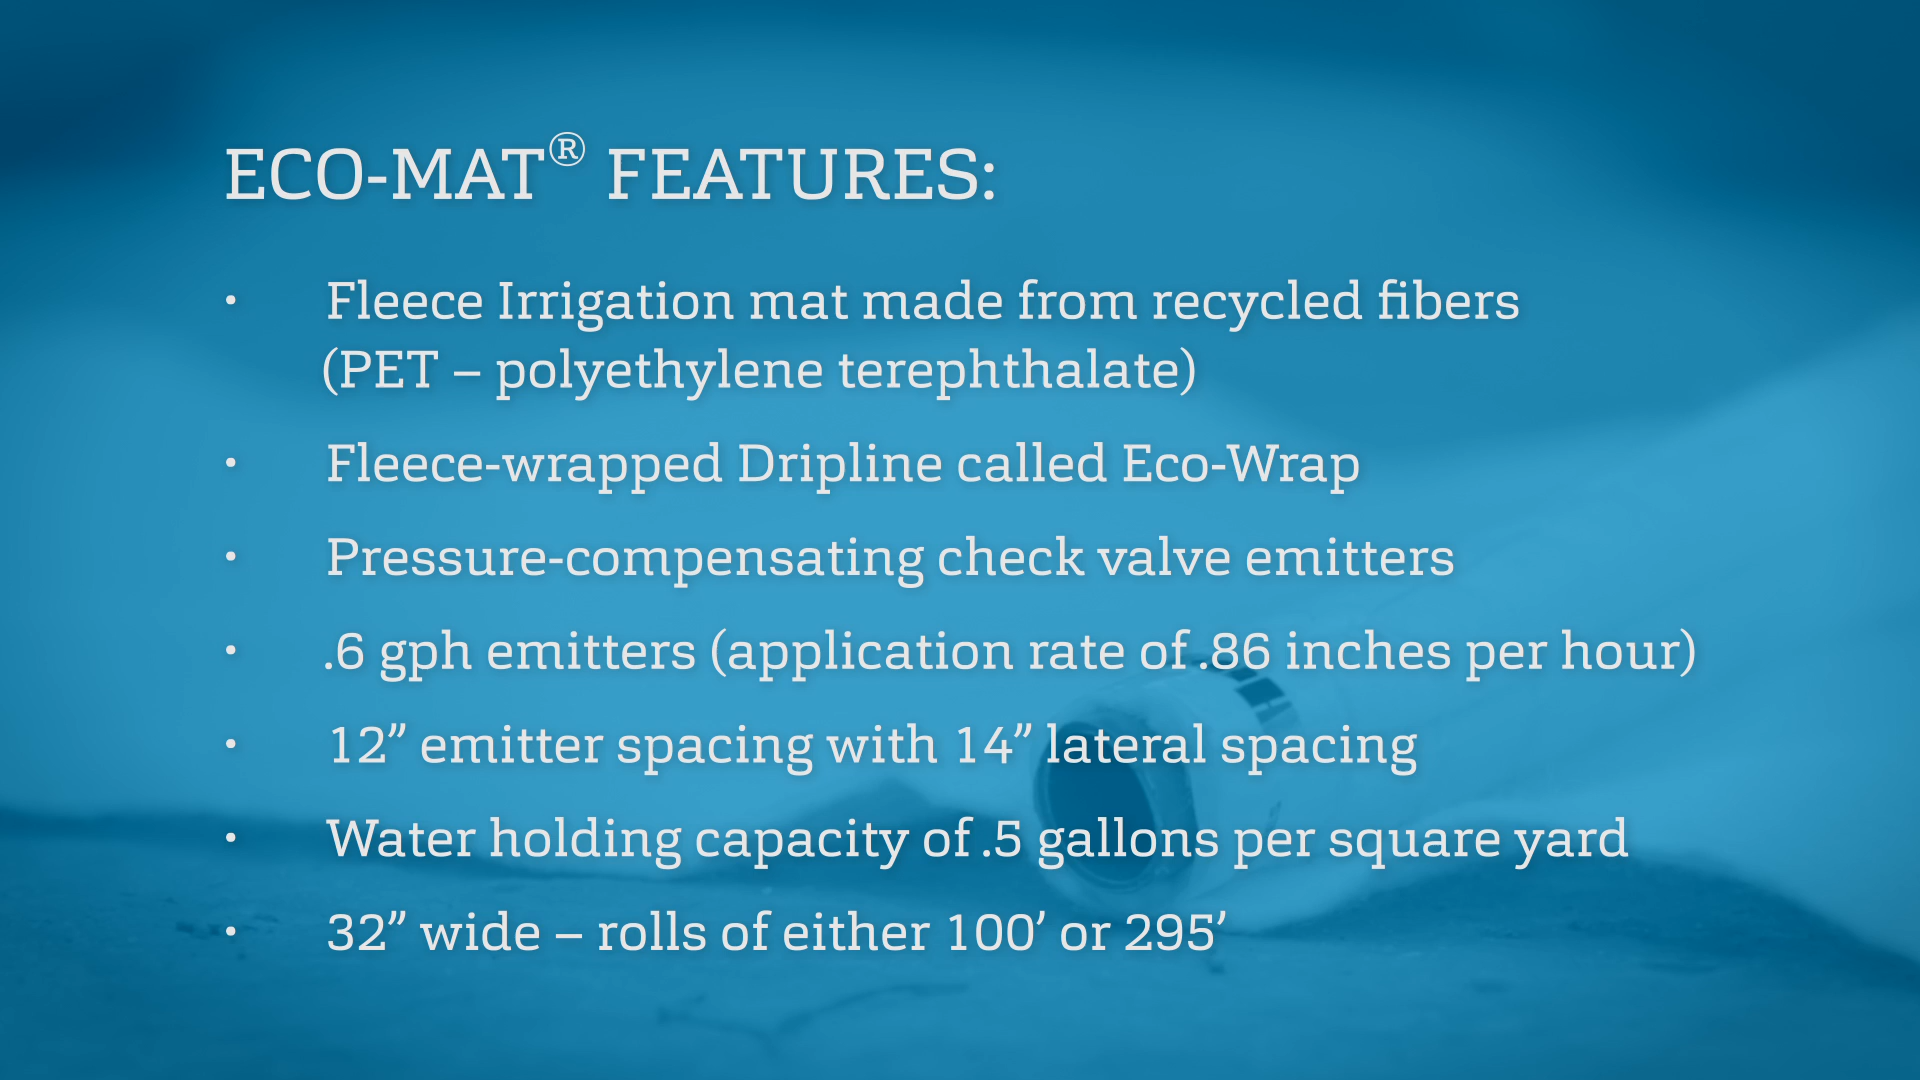 ECO-MAT® FEATURES:
• Fleece Irrigation mat made from recycled fibers
(PET – polyethylene terephthalate)
• Fleece-wrapped Dripline called Eco-Wrap
• Pressure-compensating check valve emitters
• .6 gph emitters (application rate of .86 inches per hour)
• 12” emitter spacing with 14” lateral spacing
• Water holding capacity of .5 gallons per square yard
• 32” wide – rolls of either 100’ or 295’